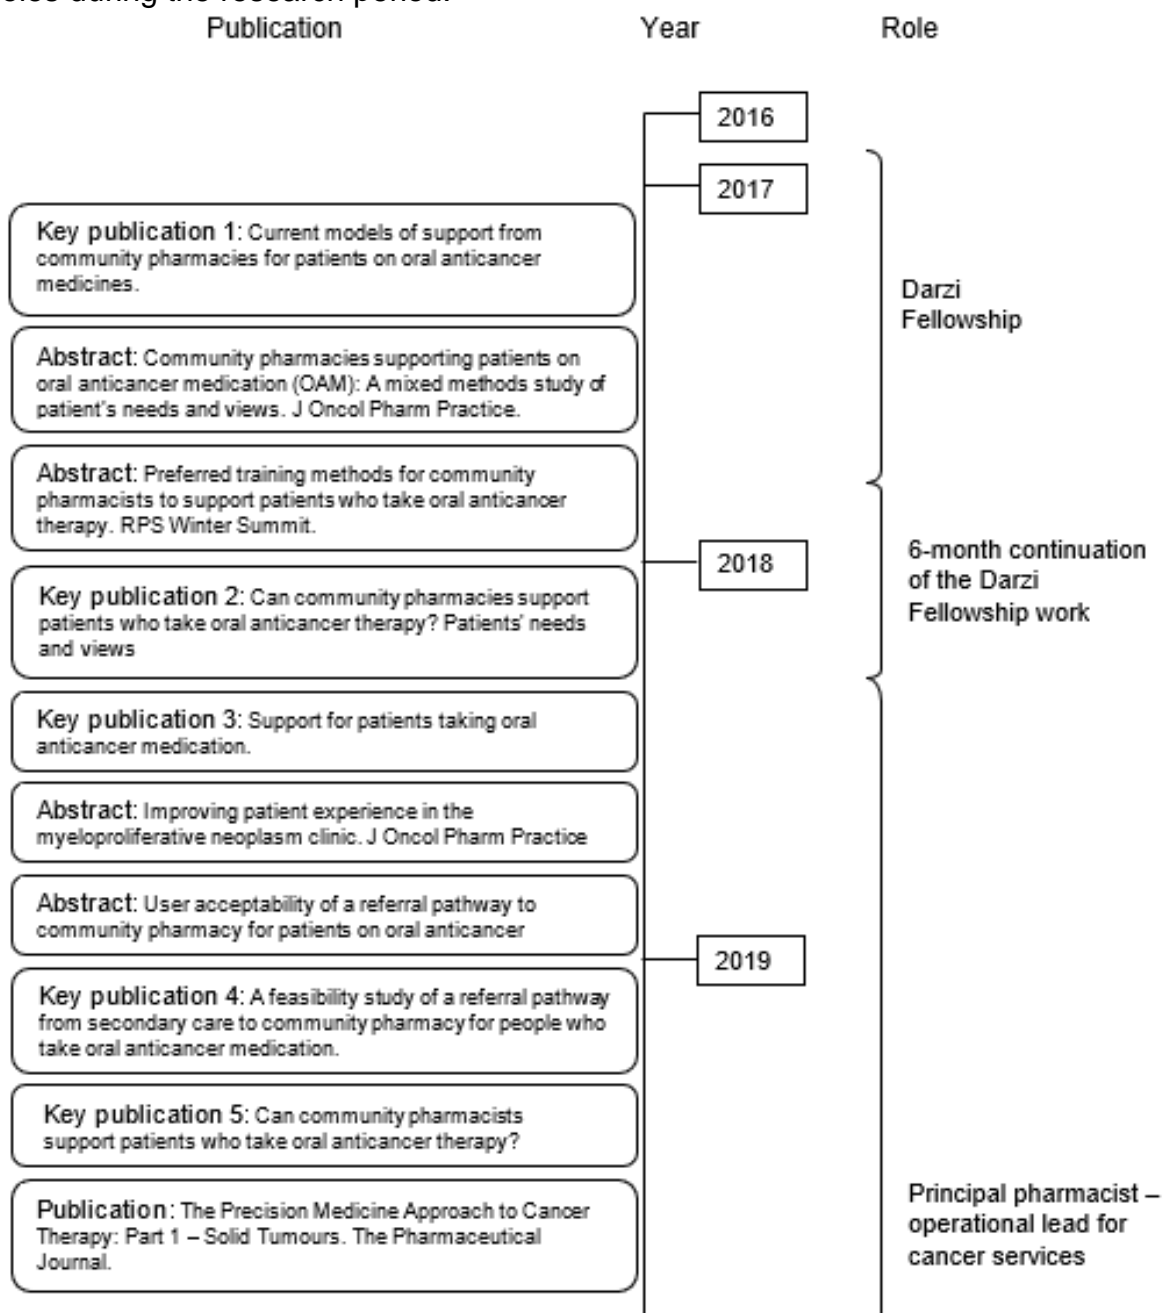 during the research period.
Publication
Year
Role
2016
2017
Key publication 1: Current models of support from
community pharmacies for patients on oral anticancer
medicines.
Darzi
Fellowship
Abstract: Community pharmacies supporting patients on
oral anticancer medication (OAM): A mixed methods study of
patient's needs and views. J Oncol Pharm Practice.
Abstract: Preferred training methods for community
pharmacists to support patients who take oral anticancer
therapy. RPS Winter Summit.
2018
6-month continuation
of the Darzi
Fellowship work
Key publication 2: Can community pharmacies support
patients who take oral anticancer therapy? Patients' needs
and views
Key publication 3: Support for patients taking oral
anticancer medication.
Abstract: Improving patient experience in the
myeloproliferative neoplasm clinic. J Oncol Pharm Practice
Abstract: User acceptability of a referral pathway to
community pharmacy for patients on oral anticancer
2019
Key publication 4: A feasibility study of a referral pathway
from secondary care to community pharmacy for people who
take oral anticancer medication.
Key publication 5: Can community pharmacists
support patients who take oral anticancer therapy?
Publication: The Precision Medicine Approach to Cancer
Therapy: Part 1 – Solid Tumours. The Pharmaceutical
Journal.
Principal pharmacist –
operational lead for
cancer services